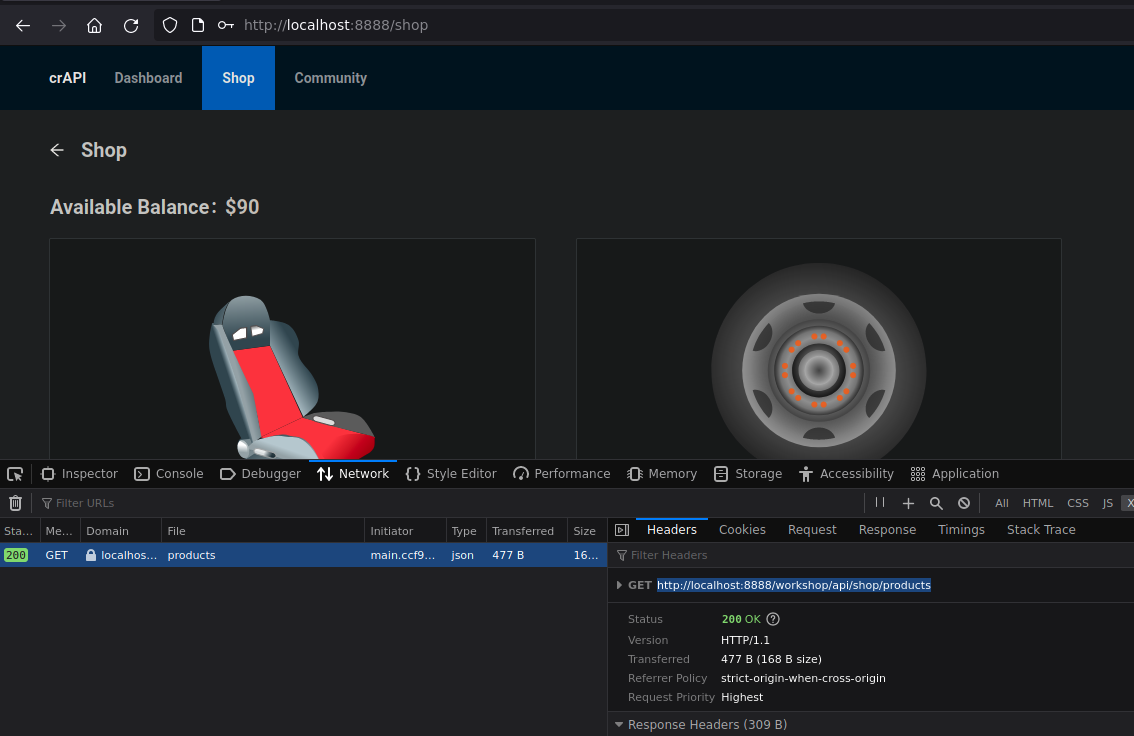 http://localhost:8888/shop
crAPI Dashboard Shop Community
Shop
Available Balance: $90
Inspector Console Debugger Network Style Editor Performance Memory Storage Accessibility Application
Filter URLs All HTML CSS JS X
Sta... Me... Domain File Initiator Type Transferred Size
200 GET localhos... products main.ccf9... json 477 B 16...
Headers Cookies Request Response Timings Stack Trace
Filter Headers
GET http://localhost:8888/workshop/api/shop/products
Status 200 OK
Version HTTP/1.1
Transferred 477 B (168 B size)
Referrer Policy strict-origin-when-cross-origin
Request Priority Highest
Response Headers (309 B)